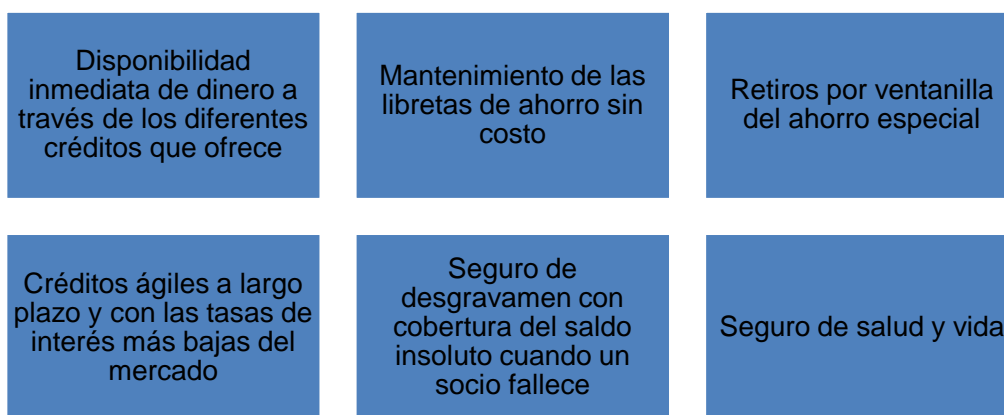 Disponibilidad
inmediata de dinero a
través de los diferentes
créditos que ofrece
Mantenimiento de las
libretas de ahorro sin
costo
Retiros por ventanilla
del ahorro especial
Créditos ágiles a largo
plazo y con las tasas de
interés más bajas del
mercado
Seguro de
desgravamen con
cobertura del saldo
insoluto cuando un
socio fallece
Seguro de salud y vida